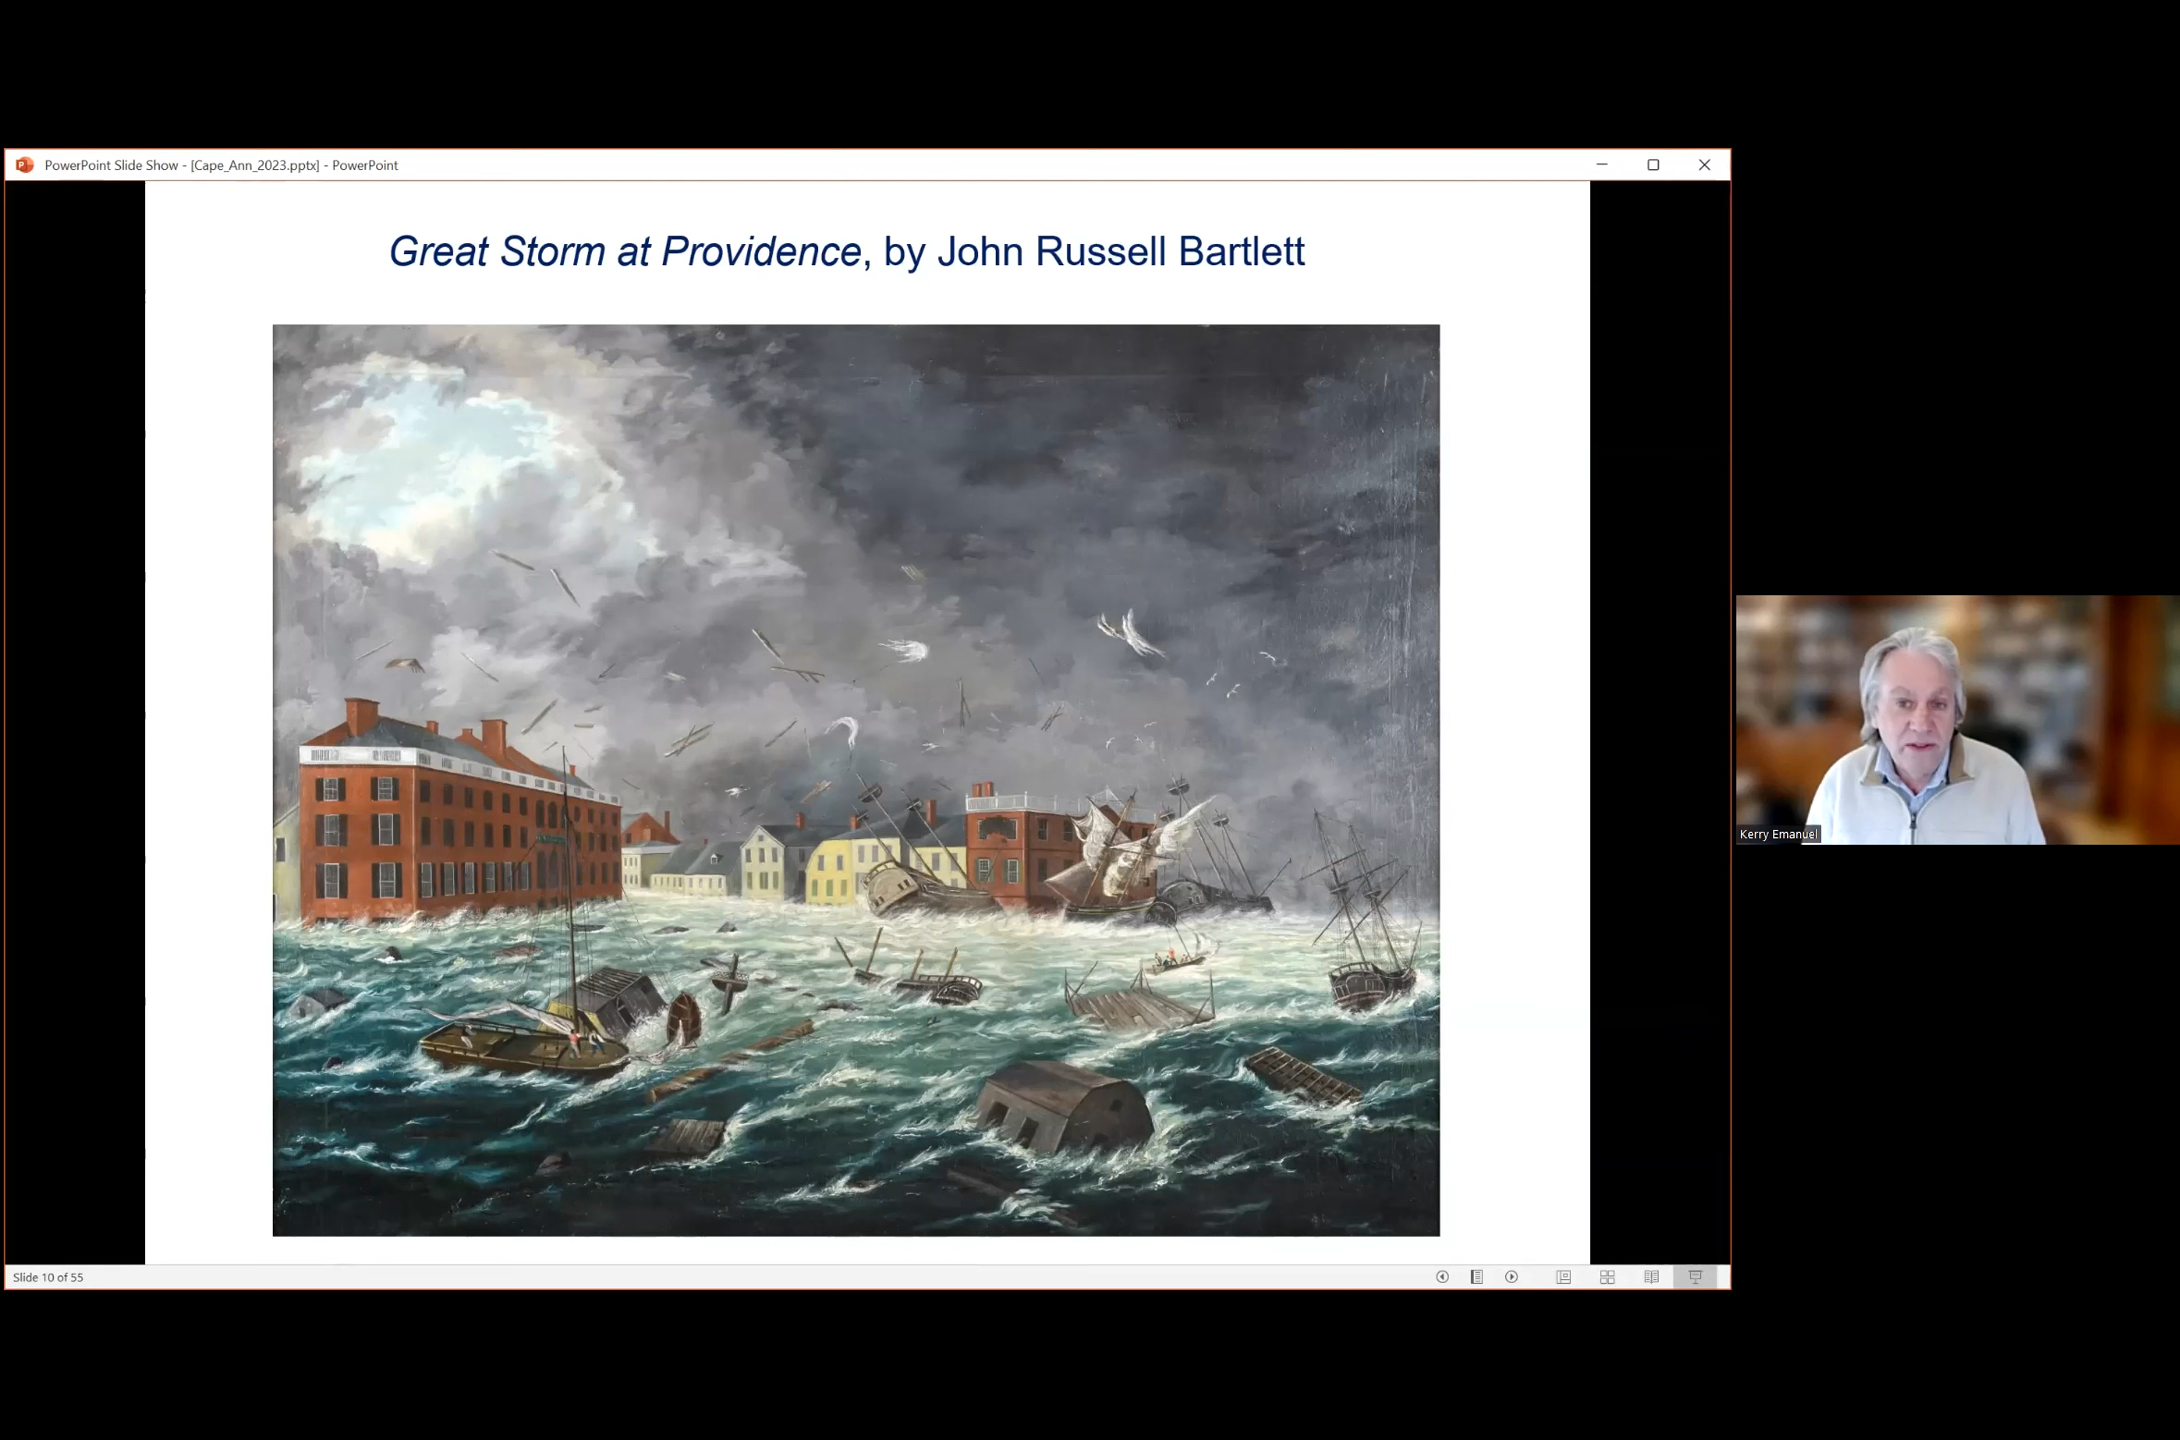 PowerPoint Slide Show - [Cape_Ann_2023.pptx] - PowerPoint
Great Storm at Providence, by John Russell Bartlett
Kerry Emanuel
Slide 10 of 55